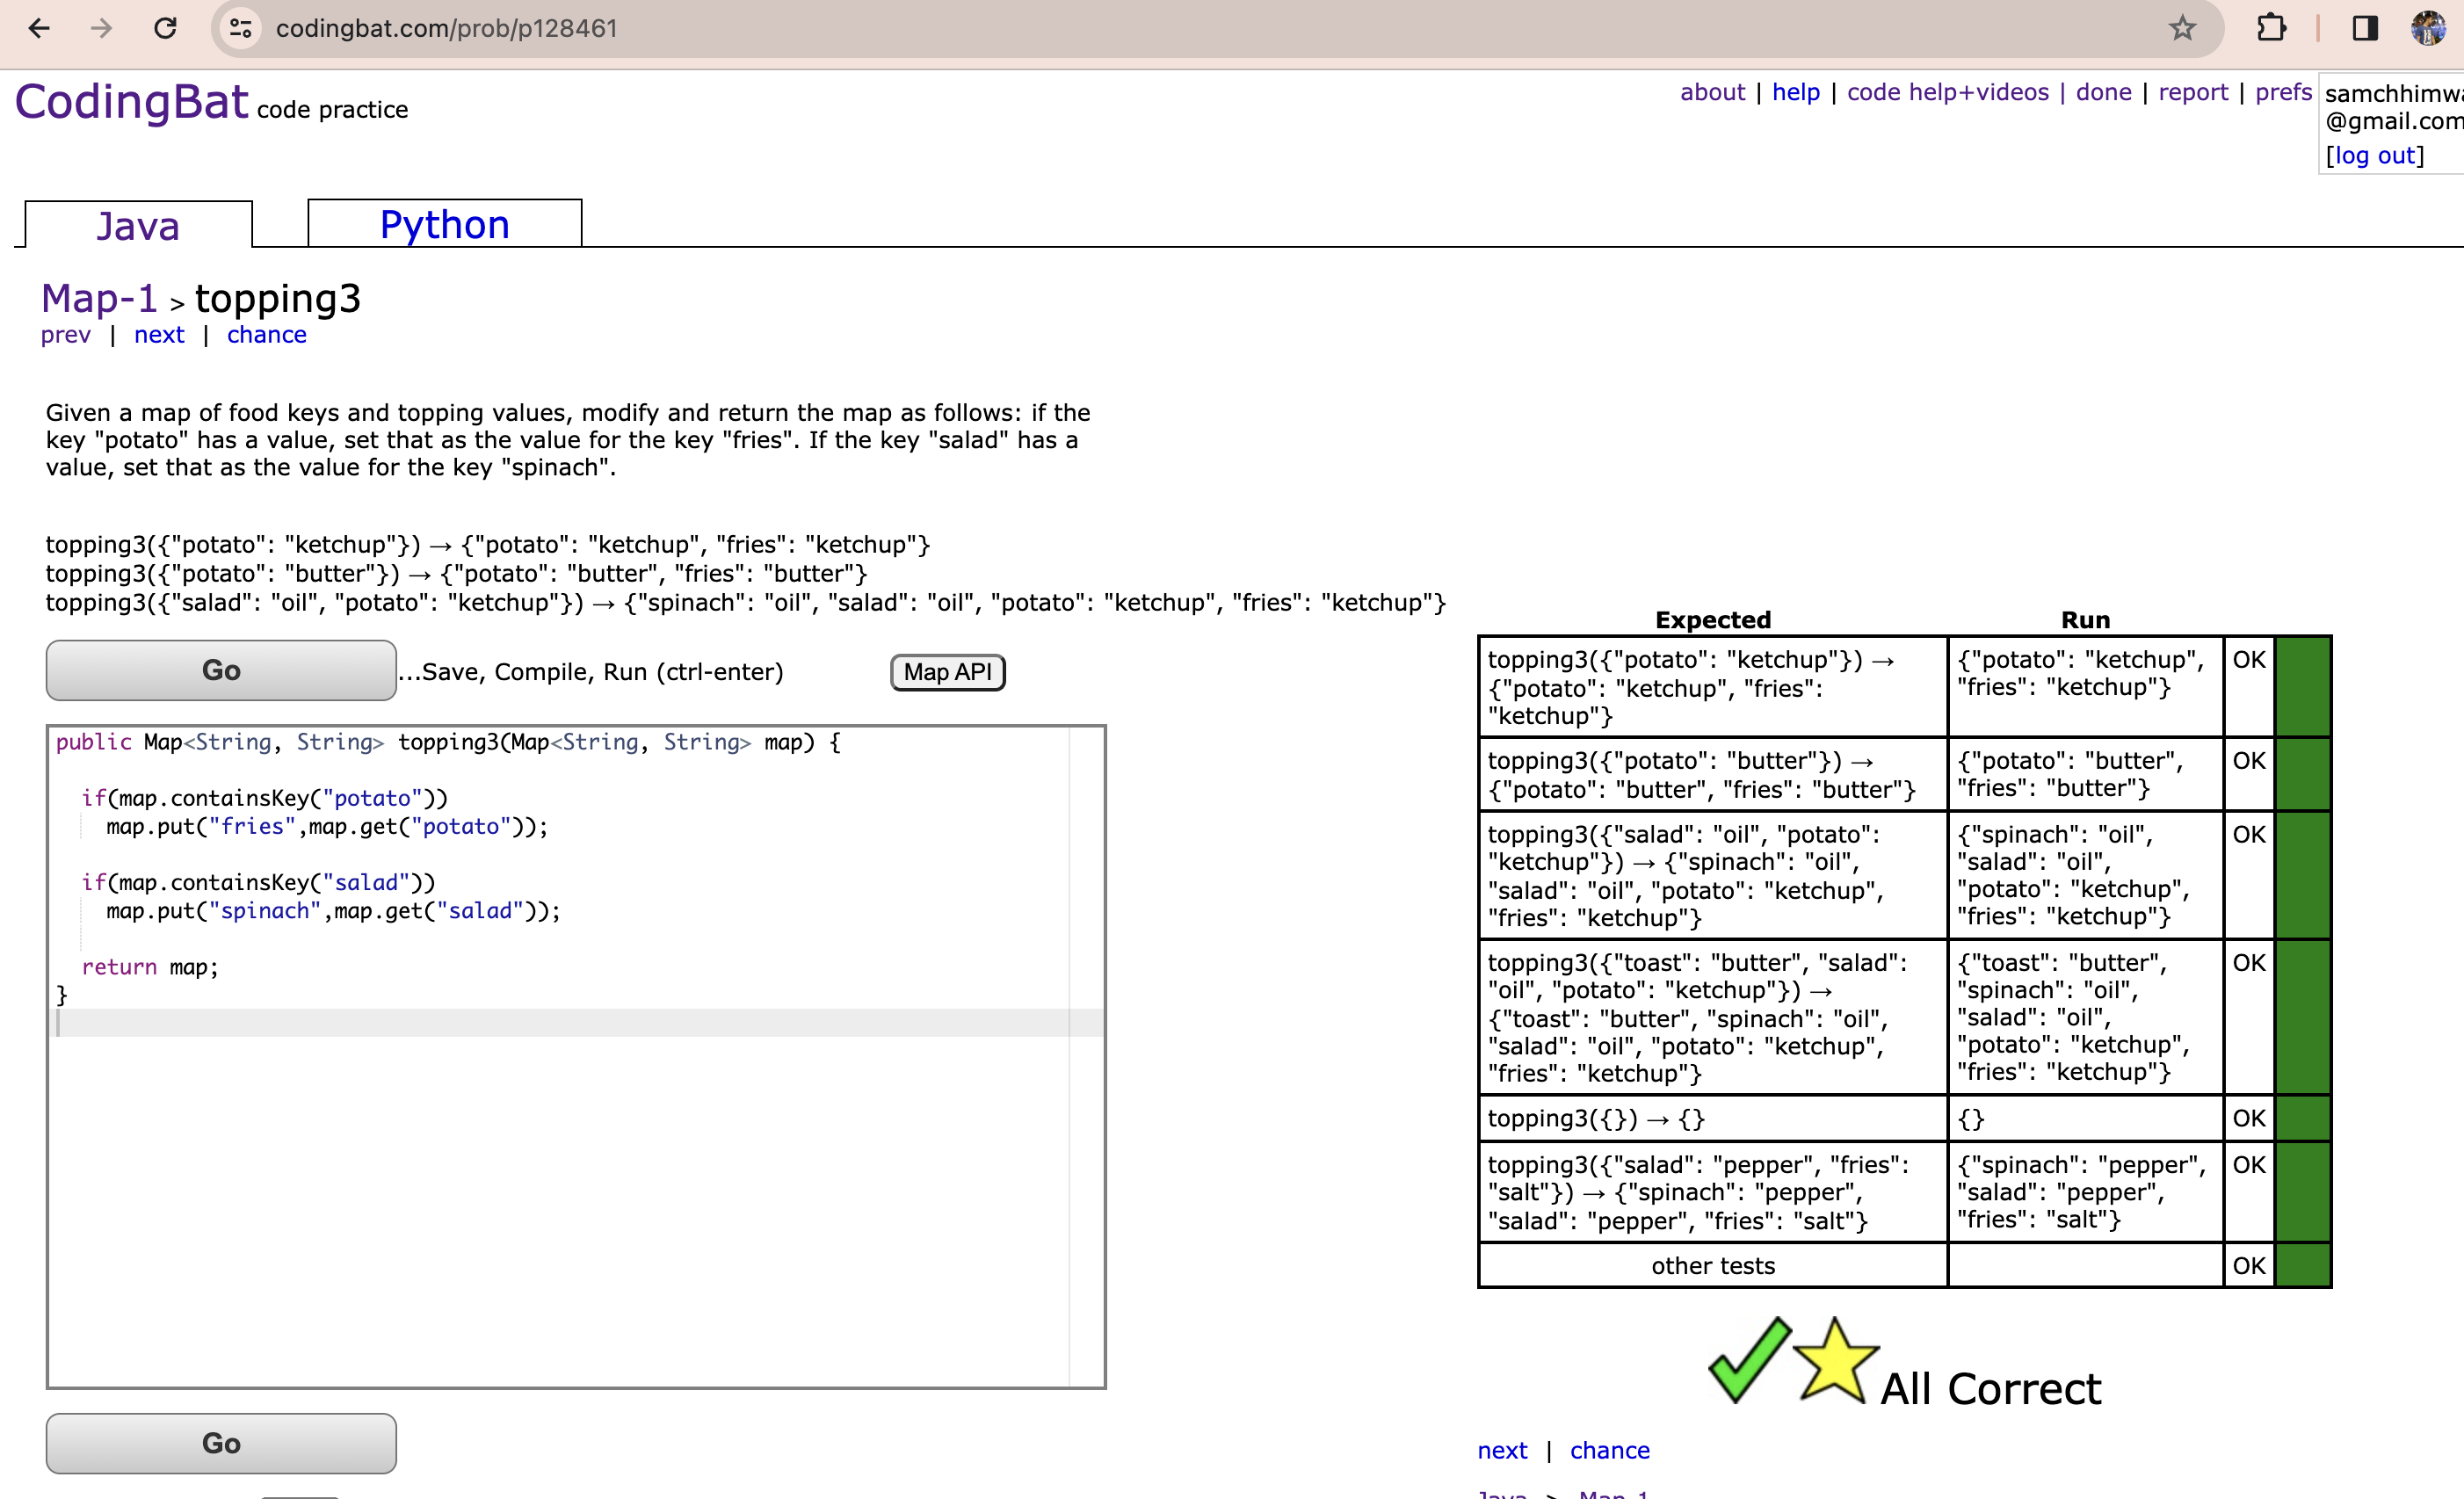 codingbat.com/prob/p128461
CodingBat code practice
about | help | code help+videos | done | report | prefs
@gmail.com
[log out]
Java
Python
Map-1 > topping3
prev | next | chance
Given a map of food keys and topping values, modify and return the map as follows: if the
key "potato" has a value, set that as the value for the key "fries". If the key "salad" has a
value, set that as the value for the key "spinach".
topping3({"potato": "ketchup"}) → {"potato": "ketchup", "fries": "ketchup"}
topping3({"potato": "butter"}) → {"potato": "butter", "fries": "butter"}
topping3({"salad": "oil", "potato": "ketchup"}) → {"spinach": "oil", "salad": "oil", "potato": "ketchup", "fries": "ketchup"}
Go
...Save, Compile, Run (ctrl-enter)
Map API
public Map<String, String> topping3(Map<String, String> map) {
if(map.containsKey("potato"))
map.put("fries",map.get("potato"));
if(map.containsKey("salad"))
map.put("spinach",map.get("salad"));
return map;
}
Go
Expected Run
topping3({"potato": "ketchup"}) →
{"potato": "ketchup", "fries":
"ketchup"}
{"potato": "ketchup",
"fries": "ketchup"}
OK
topping3({"potato": "butter"}) →
{"potato": "butter", "fries": "butter"}
{"potato": "butter",
"fries": "butter"}
OK
topping3({"salad": "oil", "potato":
"ketchup"}) → {"spinach": "oil",
"salad": "oil", "potato": "ketchup",
"fries": "ketchup"}
{"spinach": "oil",
"salad": "oil",
"potato": "ketchup",
"fries": "ketchup"}
OK
topping3({"toast": "butter", "salad":
"oil", "potato": "ketchup"}) →
{"toast": "butter", "spinach": "oil",
"salad": "oil", "potato": "ketchup",
"fries": "ketchup"}
{"toast": "butter",
"spinach": "oil",
"salad": "oil",
"potato": "ketchup",
"fries": "ketchup"}
OK
topping3({}) → {}
{}
OK
topping3({"salad": "pepper", "fries":
"salt"}) → {"spinach": "pepper",
"salad": "pepper", "fries": "salt"}
{"spinach": "pepper",
"salad": "pepper",
"fries": "salt"}
OK
other tests
OK
All Correct
next | chance
Java > Map-1